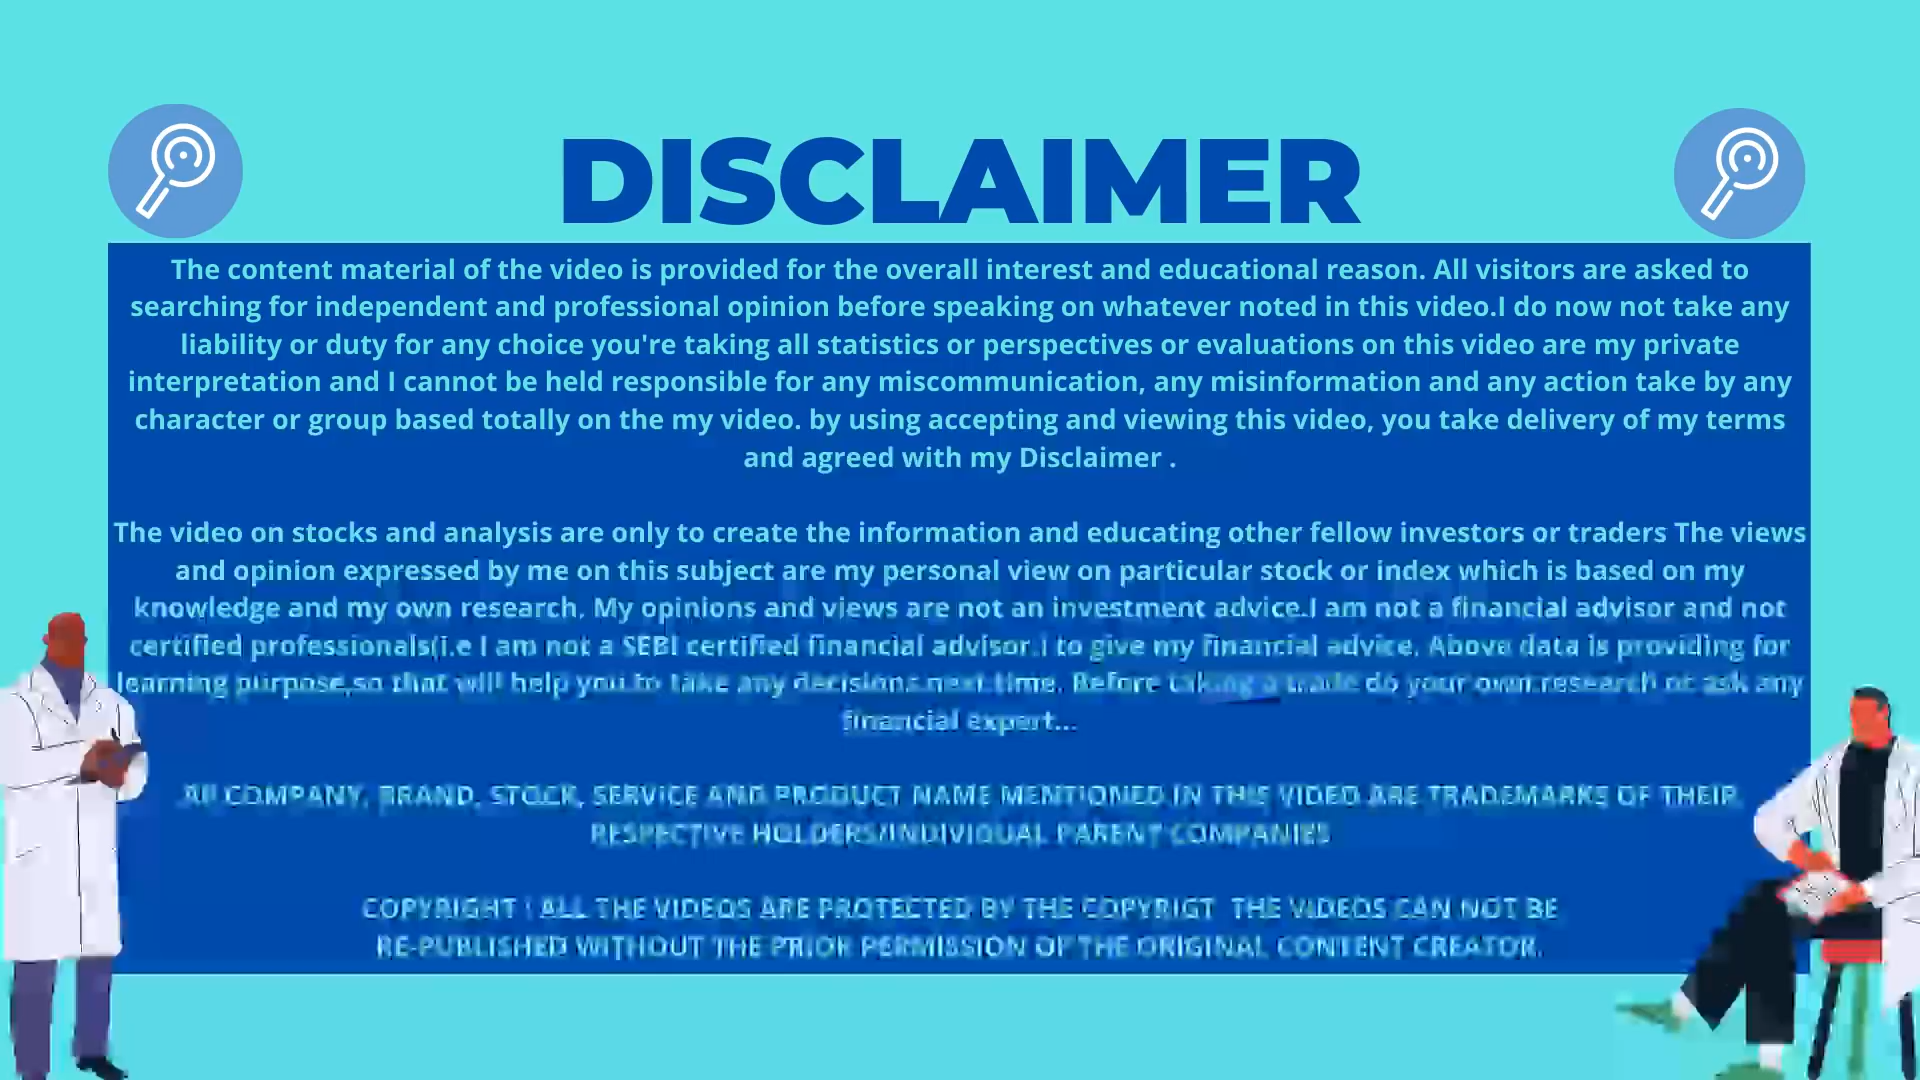 DISCLAIMER
The content material of the video is provided for the overall interest and educational reason. All visitors are asked to
searching for independent and professional opinion before speaking on whatever noted in this video.I do now not take any
liability or duty for any choice you're taking all statistics or perspectives or evaluations on this video are my private
interpretation and I cannot be held responsible for any miscommunication, any misinformation and any action take by any
character or group based totally on the my video. by using accepting and viewing this video, you take delivery of my terms
and agreed with my Disclaimer .
The video on stocks and analysis are only to create the information and educating other fellow investors or traders The views
and opinion expressed by me on this subject are my personal view on particular stock or index which is based on my
knowledge and my own research. My opinions and views are not an investment advice.I am not a financial advisor and not
certified professionals(i.e I am not a SEBI certified financial advisor.) to give my financial advice. Above data is providing for
learning purpose,so that will help you to take any decisions next time. Before taking a trade do your own research or ask any
financial expert...
All COMPANY, BRAND, STOCK, SERVICE AND PRODUCT NAME MENTIONED IN THIS VIDEO ARE TRADEMARKS OF THEIR
RESPECTIVE HOLDERS/INDIVIDUAL PARENT COMPANIES
COPYRIGHT ! ALL THE VIDEOS ARE PROTECTED BY THE COPYRIGT THE VIDEOS CAN NOT BE
RE-PUBLISHED WITHOUT THE PRIOR PERMISSION OF THE ORIGINAL CONTENT CREATOR.